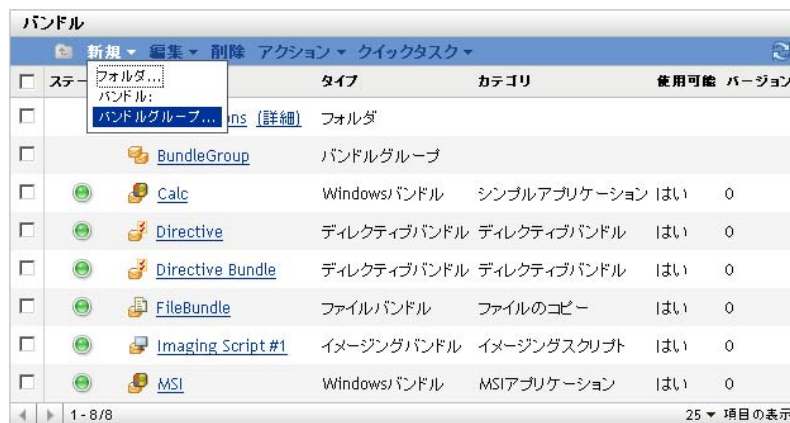 バンドル
新規 編集 削除 アクション クイックタスク
ステー タイプ カテゴリ 使用可能 バージョン
フォルダ...
バンドル:
バンドルグループ...
ons (詳細) フォルダ
BundleGroup バンドルグループ
Calc Windowsバンドル シンプルアプリケーション はい 0
Directive ディレクティブバンドル ディレクティブバンドル はい 0
Directive Bundle ディレクティブバンドル ディレクティブバンドル はい 0
FileBundle ファイルバンドル ファイルのコピー はい 0
Imaging Script #1 イメージングバンドル イメージングスクリプト はい 0
MSI Windowsバンドル MSIアプリケーション はい 0
1 - 8/8 25 項目の表示